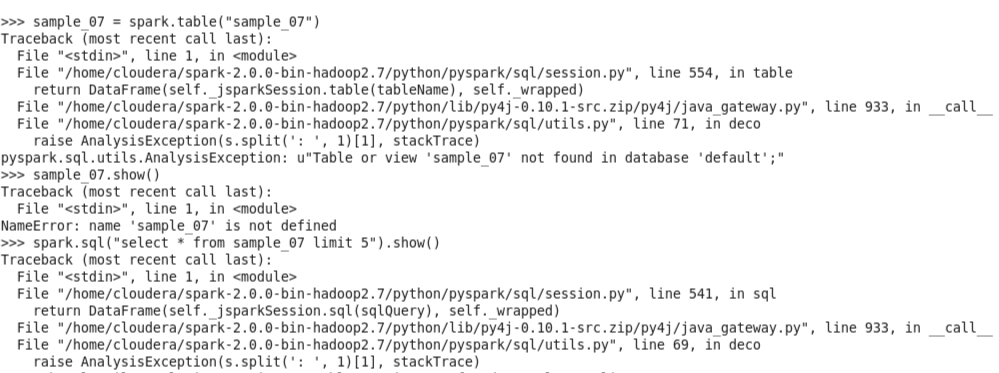 >>> sample_07 = spark.table("sample_07")
Traceback (most recent call last):
  File "<stdin>", line 1, in <module>
  File "/home/cloudera/spark-2.0.0-bin-hadoop2.7/python/pyspark/sql/session.py", line 554, in table
    return DataFrame(self._jsparkSession.table(tableName), self._wrapped)
  File "/home/cloudera/spark-2.0.0-bin-hadoop2.7/python/lib/py4j-0.10.1-src.zip/py4j/java_gateway.py", line 933, in __call__
  File "/home/cloudera/spark-2.0.0-bin-hadoop2.7/python/pyspark/sql/utils.py", line 71, in deco
    raise AnalysisException(s.split(': ', 1)[1], stackTrace)
pyspark.sql.utils.AnalysisException: u"Table or view 'sample_07' not found in database 'default';"
>>> sample_07.show()
Traceback (most recent call last):
  File "<stdin>", line 1, in <module>
NameError: name 'sample_07' is not defined
>>> spark.sql("select * from sample_07 limit 5").show()
Traceback (most recent call last):
  File "<stdin>", line 1, in <module>
  File "/home/cloudera/spark-2.0.0-bin-hadoop2.7/python/pyspark/sql/session.py", line 541, in sql
    return DataFrame(self._jsparkSession.sql(sqlQuery), self._wrapped)
  File "/home/cloudera/spark-2.0.0-bin-hadoop2.7/python/lib/py4j-0.10.1-src.zip/py4j/java_gateway.py", line 933, in __call__
  File "/home/cloudera/spark-2.0.0-bin-hadoop2.7/python/pyspark/sql/utils.py", line 69, in deco
    raise AnalysisException(s.split(': ', 1)[1], stackTrace)